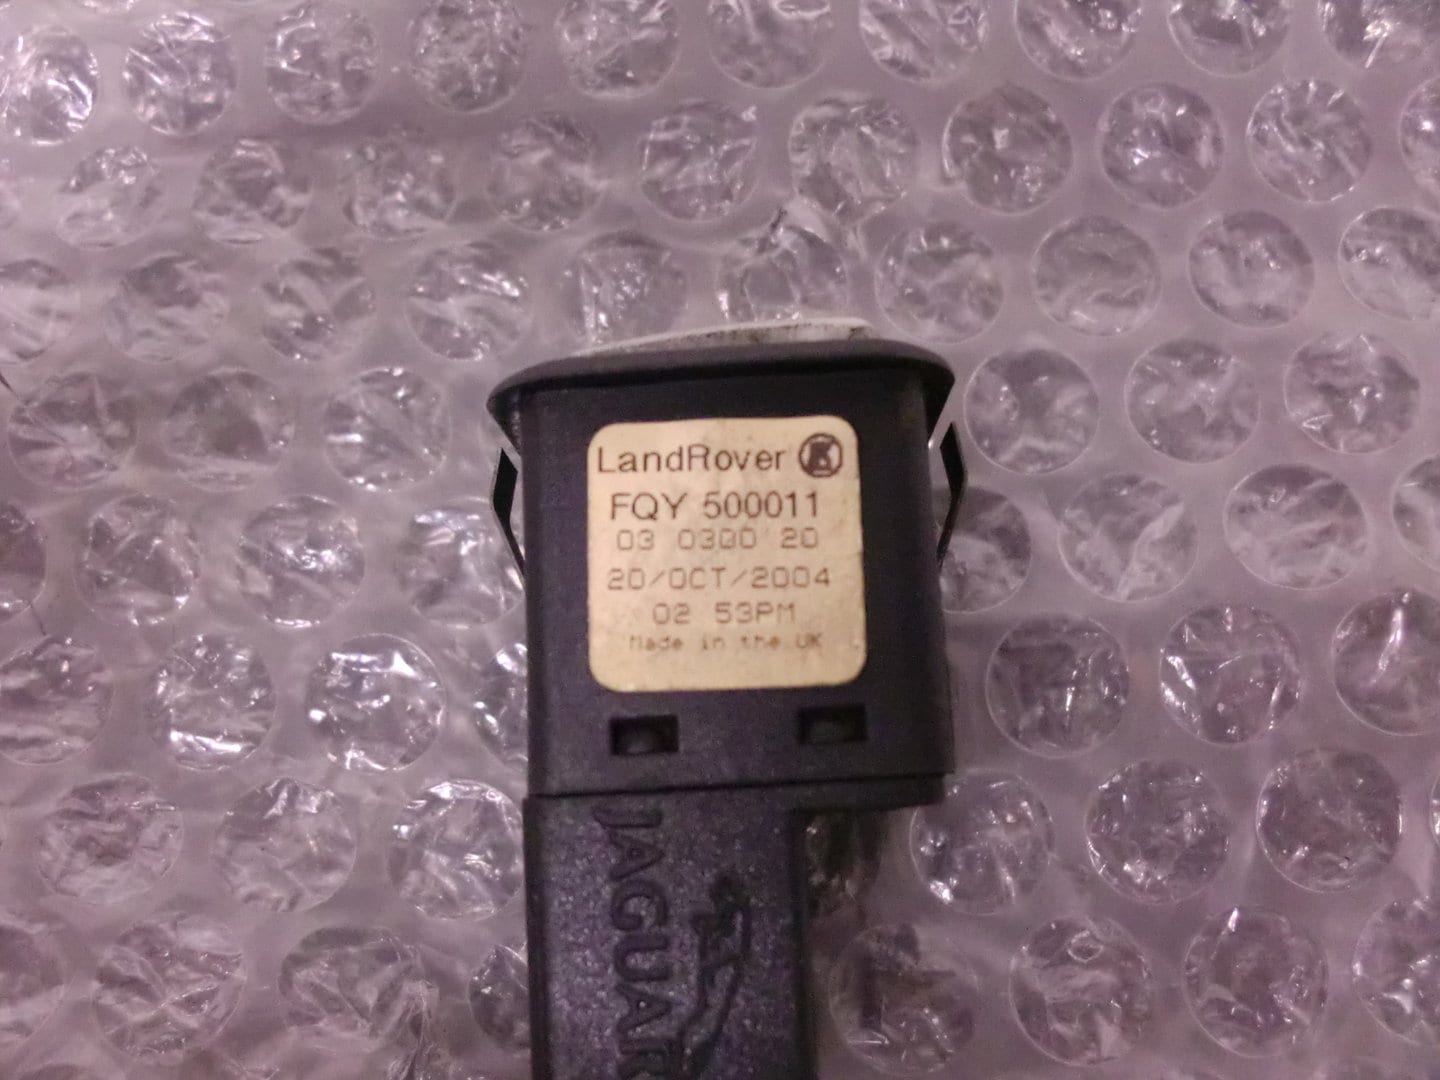 LandRover
FQY 500011
03 0300 20
20/OCT/2004
02 53PM
Made in the UK
JAGUAR